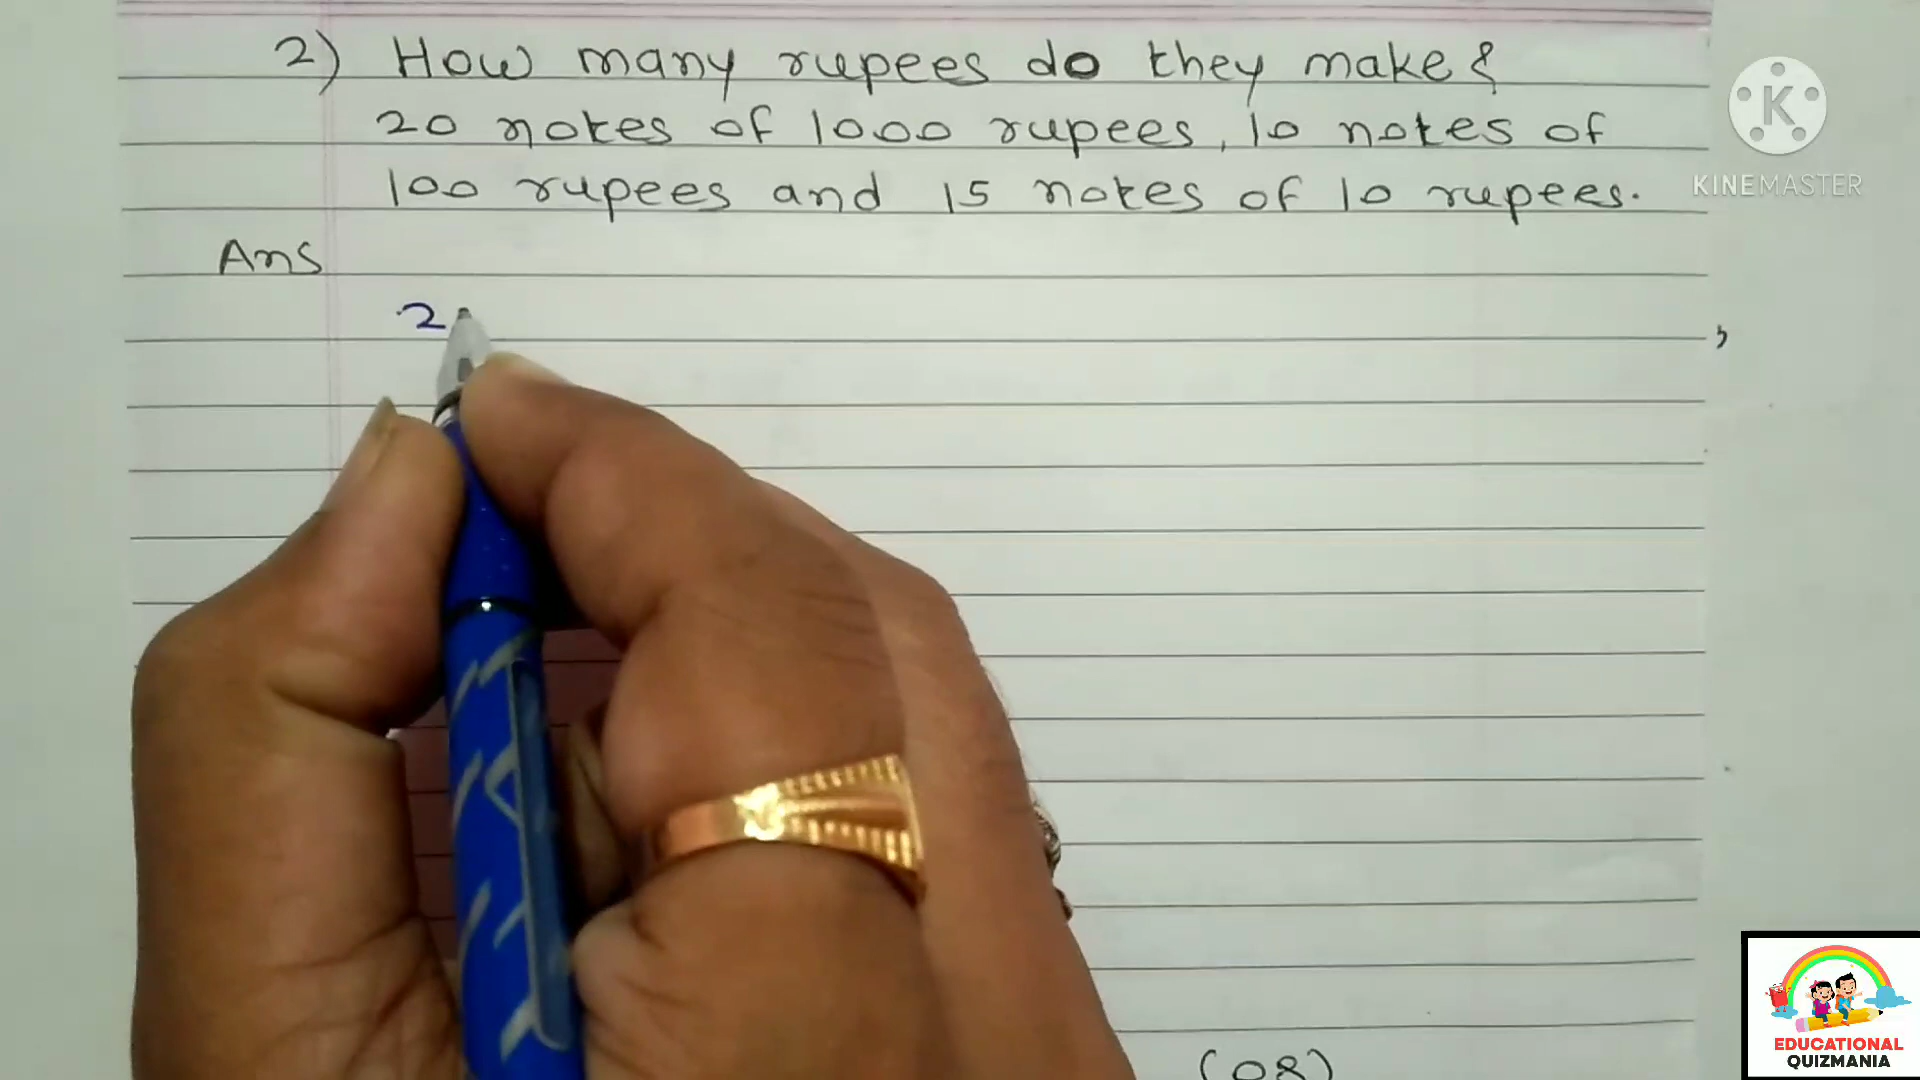 2) How many rupees do they make &
20 notes of 1000 rupees, 10 notes of
100 rupees and 15 notes of 10 rupees.
Ans
2
(08)
K
KINEMASTER
EDUCATIONAL
QUIZMANIA